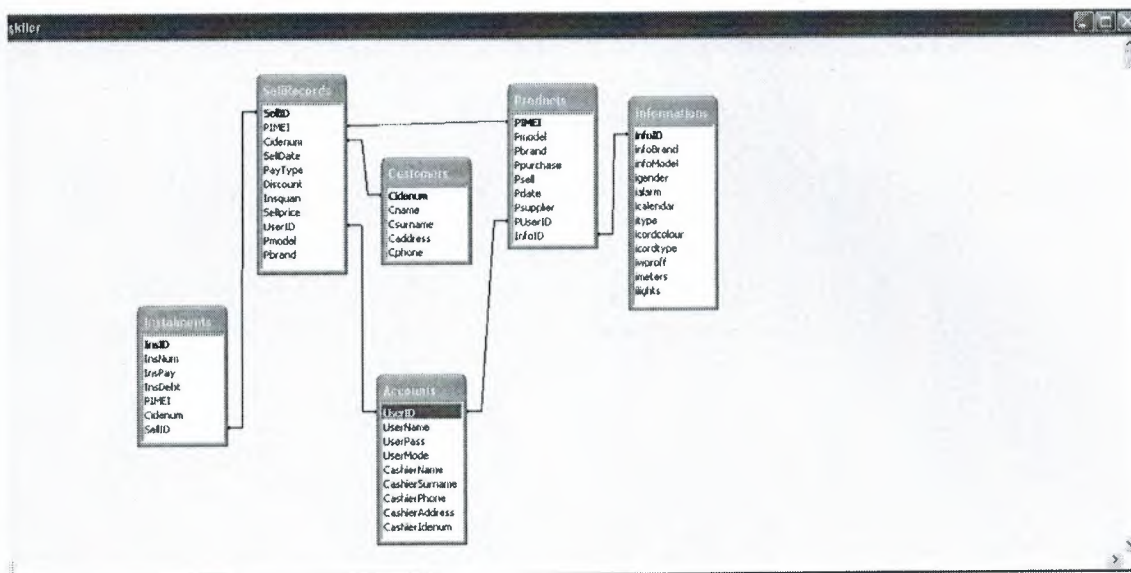 skiler
SellRecords
SellID
PIMEI
Cidenum
SellDate
PayType
Discount
Insquan
Sellprice
UserID
Pmodel
Pbrand
Customers
Cidenum
Cname
Csurname
Caddress
Cphone
Products
PIMEI
Pmodel
Pbrand
Ppurchase
Psell
Pdate
Psupplier
PUserID
InfoID
Informations
infoID
infoBrand
infoModel
igender
ialarm
icalendar
itype
icordcolour
icordtype
iworoff
imeters
ilights
Instalments
InsID
InsNum
InsPay
InsDebt
PIMEI
Cidenum
SellID
Accounts
UserID
UserName
UserPass
UserMode
CashierName
CashierSurname
CashierPhone
CashierAddress
CashierIdenum